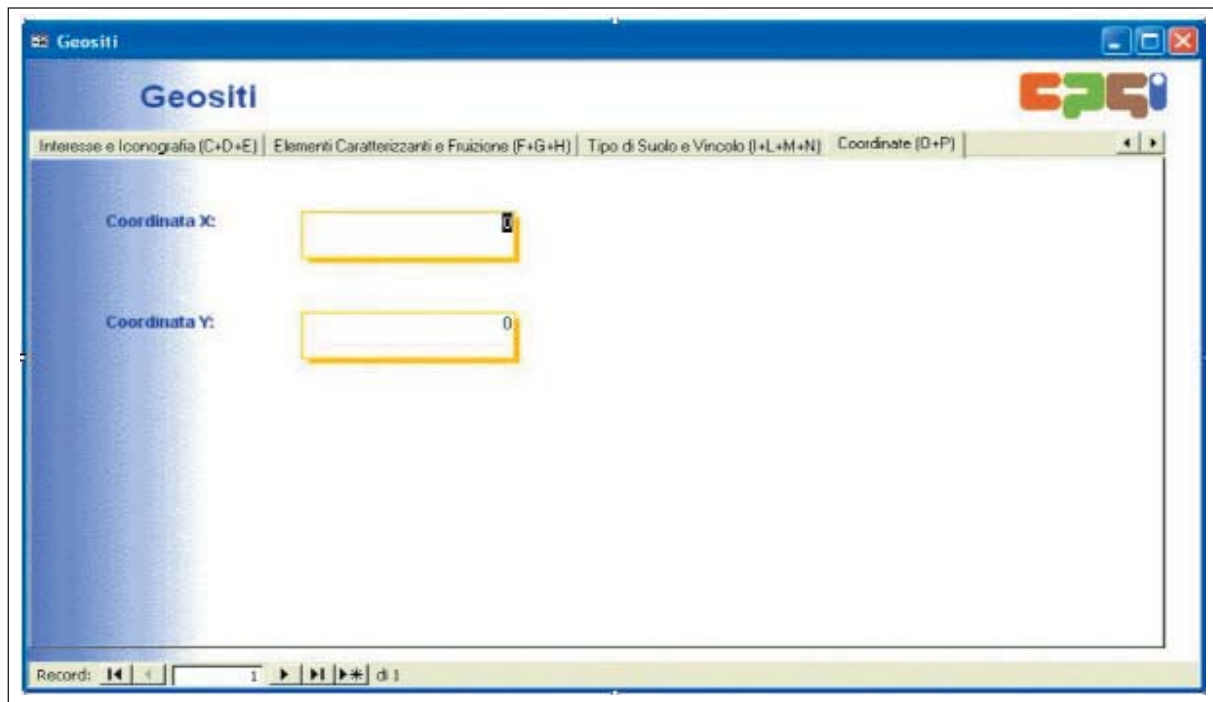 Geositi
Geositi
Interesse e Iconografia (C+D+E) Elementi Caratterizzanti e Fruizione (F+G+H) Tipo di Suolo e Vincolo (I+L+M+N) Coordinate (O+P)
Coordinata X: 0
Coordinata Y: 0
Record: 1 di 1